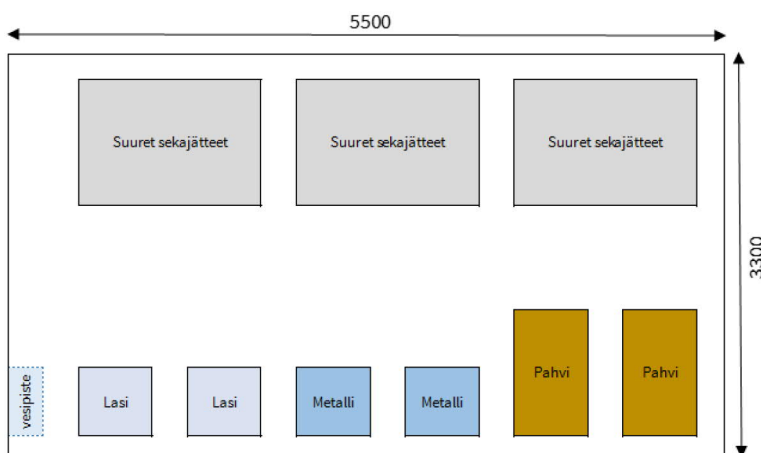 5500
Suuret sekajätteet
Suuret sekajätteet
Suuret sekajätteet
3300
vesipiste
Lasi
Lasi
Metalli
Metalli
Pahvi
Pahvi